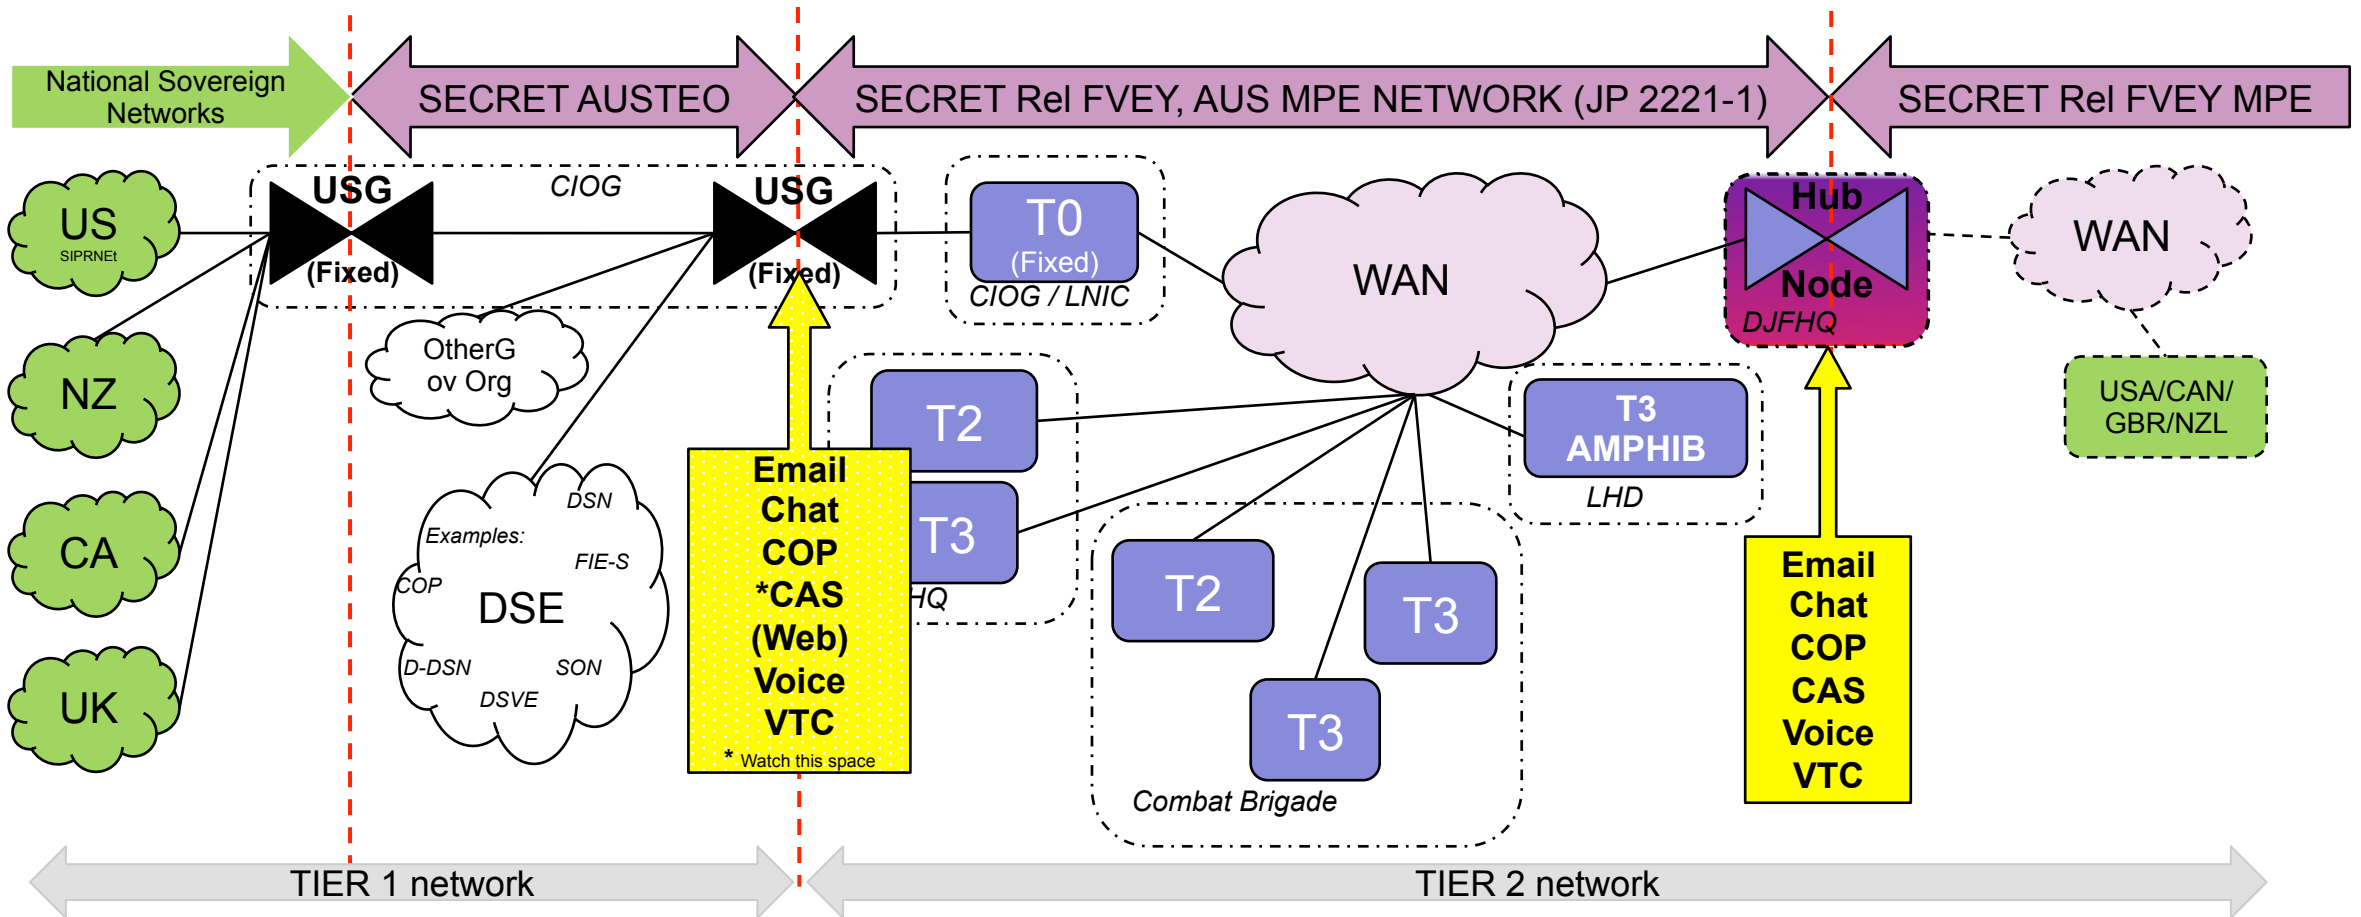 National Sovereign
Networks
SECRET AUSTEO
SECRET Rel FVEY, AUS MPE NETWORK (JP 2221-1)
SECRET Rel FVEY MPE
US
SIPRNEt
NZ
CA
UK
USG
(Fixed)
CIOG
USG
(Fixed)
OtherG
ov Org
Examples:
DSN
FIE-S
COP
DSE
D-DSN
SON
DSVE
Email
Chat
COP
*CAS
(Web)
Voice
VTC
* Watch this space
T0
(Fixed)
CIOG / LNIC
T2
T3
HQ
WAN
T3
AMPHIB
LHD
T2
T3
T3
Combat Brigade
Hub
Node
DJFHQ
Email
Chat
COP
CAS
Voice
VTC
WAN
USA/CAN/
GBR/NZL
TIER 1 network
TIER 2 network